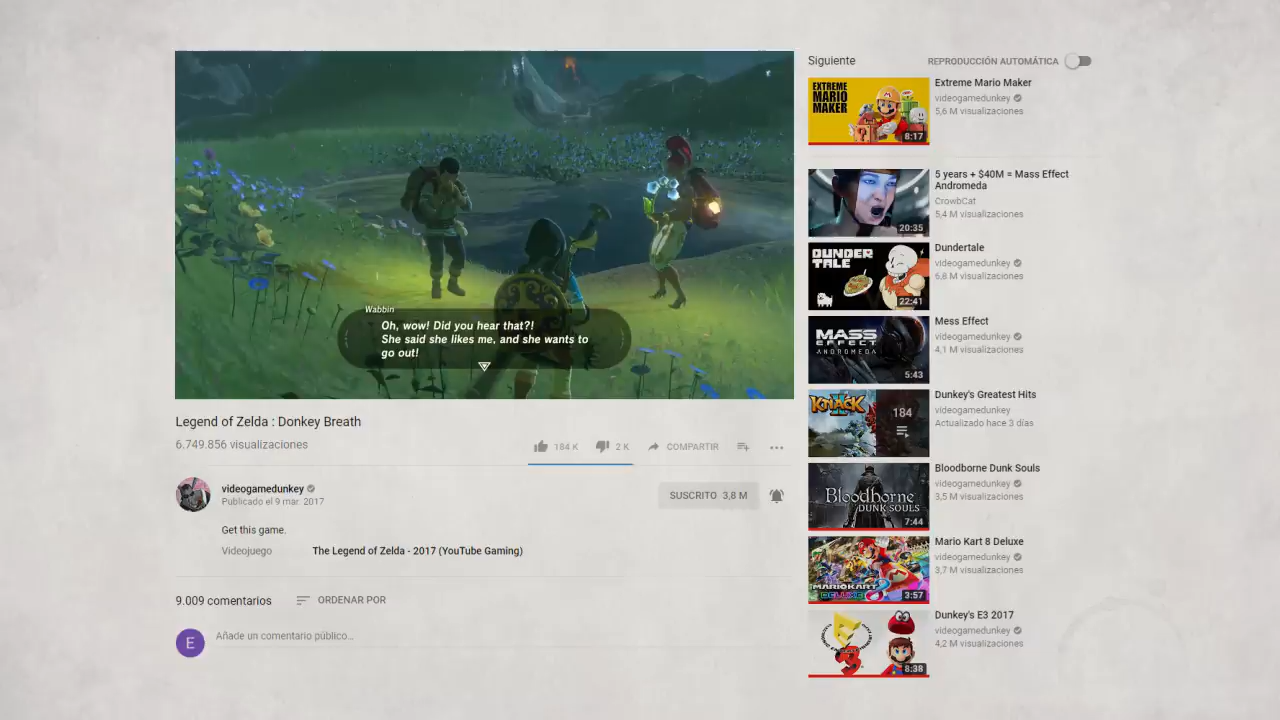 Wabbin
Oh, wow! Did you hear that?!
She said she likes me, and she wants to
go out!
Legend of Zelda : Donkey Breath
6.749.856 visualizaciones
184 K
2 K
COMPARTIR
videogamedunkey
Publicado el 9 mar. 2017
SUSCRITO 3,8 M
Get this game.
Videojuego
The Legend of Zelda - 2017 (YouTube Gaming)
9.009 comentarios
ORDENAR POR
E
Añade un comentario público...
Siguiente
REPRODUCCIÓN AUTOMÁTICA
EXTREME
MARIO
MAKER
8:17
Extreme Mario Maker
videogamedunkey
5,6 M visualizaciones
20:35
5 years + $40M = Mass Effect
Andromeda
CrowbCat
5,4 M visualizaciones
DUNDER
TALE
22:41
Dundertale
videogamedunkey
6,8 M visualizaciones
MASS
EFFECT
ANDROMEDA
5:43
Mess Effect
videogamedunkey
4,1 M visualizaciones
KNACK
184
Dunkey's Greatest Hits
videogamedunkey
Actualizado hace 3 días
Bloodborne
DUNK SOULS
7:44
Bloodborne Dunk Souls
videogamedunkey
3,5 M visualizaciones
MARIOKART
DELUXE
3:57
Mario Kart 8 Deluxe
videogamedunkey
3,7 M visualizaciones
E3
8:38
Dunkey's E3 2017
videogamedunkey
4,2 M visualizaciones